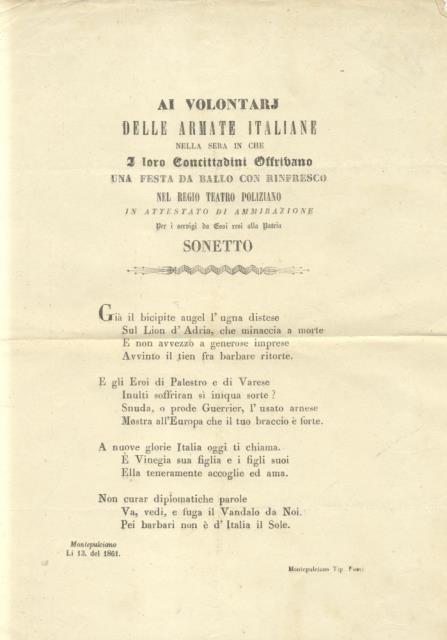 AI VOLONTARJ
DELLE ARMATE ITALIANE
NELLA SERA IN CHE
I loro Concittadini Offrivano
UNA FESTA DA BALLO CON RINFRESCO
NEL REGIO TEATRO POLIZIANO
IN ATTESTATO DI AMMIRAZIONE
Per i servigi da Essi resi alla Patria
SONETTO
Già il bicipite augel l' ugna distese
Sul Lion d' Adria, che minaccia a morte
E non avvezzo a generose imprese
Avvinto il tien fra barbare ritorte.
E gli Eroi di Palestro e di Varese
Inulti soffriran sì iniqua sorte?
Snuda, o prode Guerrier, l' usato arnese
Mostra all'Europa che il tuo braccio è forte.
A nuove glorie Italia oggi ti chiama.
È Vinegia sua figlia e i figli suoi
Ella teneramente accoglie ed ama.
Non curar diplomatiche parole
Va, vedi, e fuga il Vandalo da Noi.
Pei barbari non è d' Italia il Sole.
Montepulciano
Li 13. del 1861.
Montepulciano Tip. Fumi